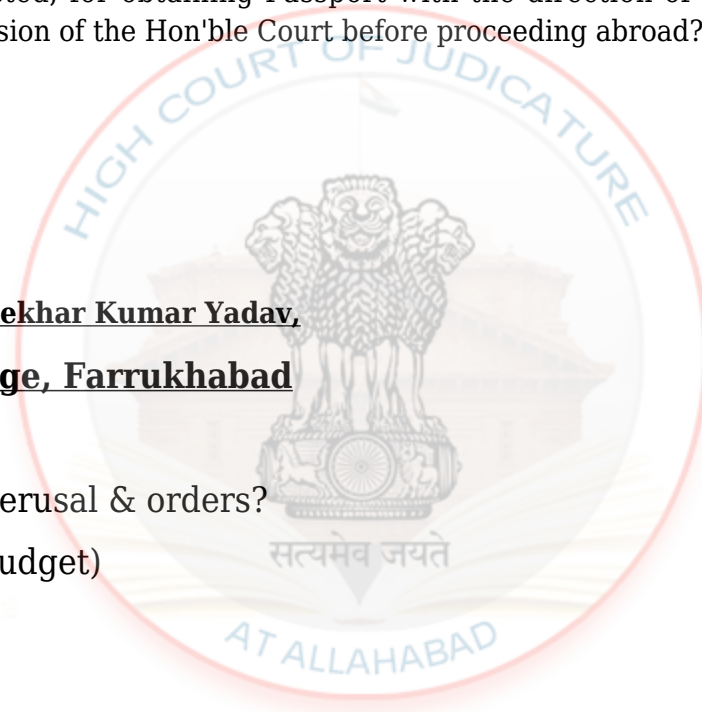 sion of the Hon'ble Court before proceeding abroad?
HIGH COURT OF JUDICATURE
ekhar Kumar Yadav,
ge, Farrukhabad
erusal & orders?
सत्यमेव जयते
udget)
AT ALLAHABAD